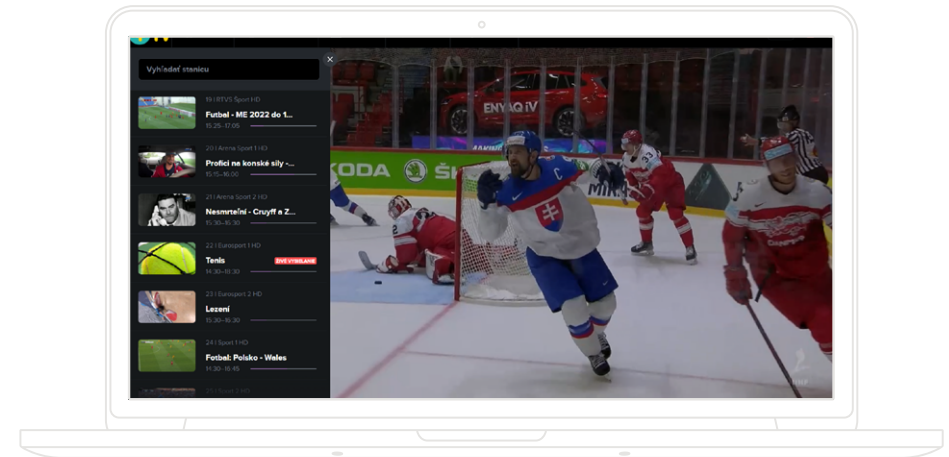 Vyhľadať stanicu
19 | RTVS Šport HD
Futbal - ME 2022 do 1...
15:25–17:05
20 | Arena Sport 1 HD
Profíci na konské sily -...
15:15–16:00
21 | Arena Sport 2 HD
Nesmrteľní - Cruyff a Z...
15:30–16:30
22 | Eurosport 1 HD
Tenis
ŽIVÉ VYSIELANIE
14:30–18:30
23 | Eurosport 2 HD
Lezení
15:30–16:30
24 | Sport 1 HD
Fotbal: Polsko - Wales
14:30–16:45
ENYAQ iV
KODA
C
33